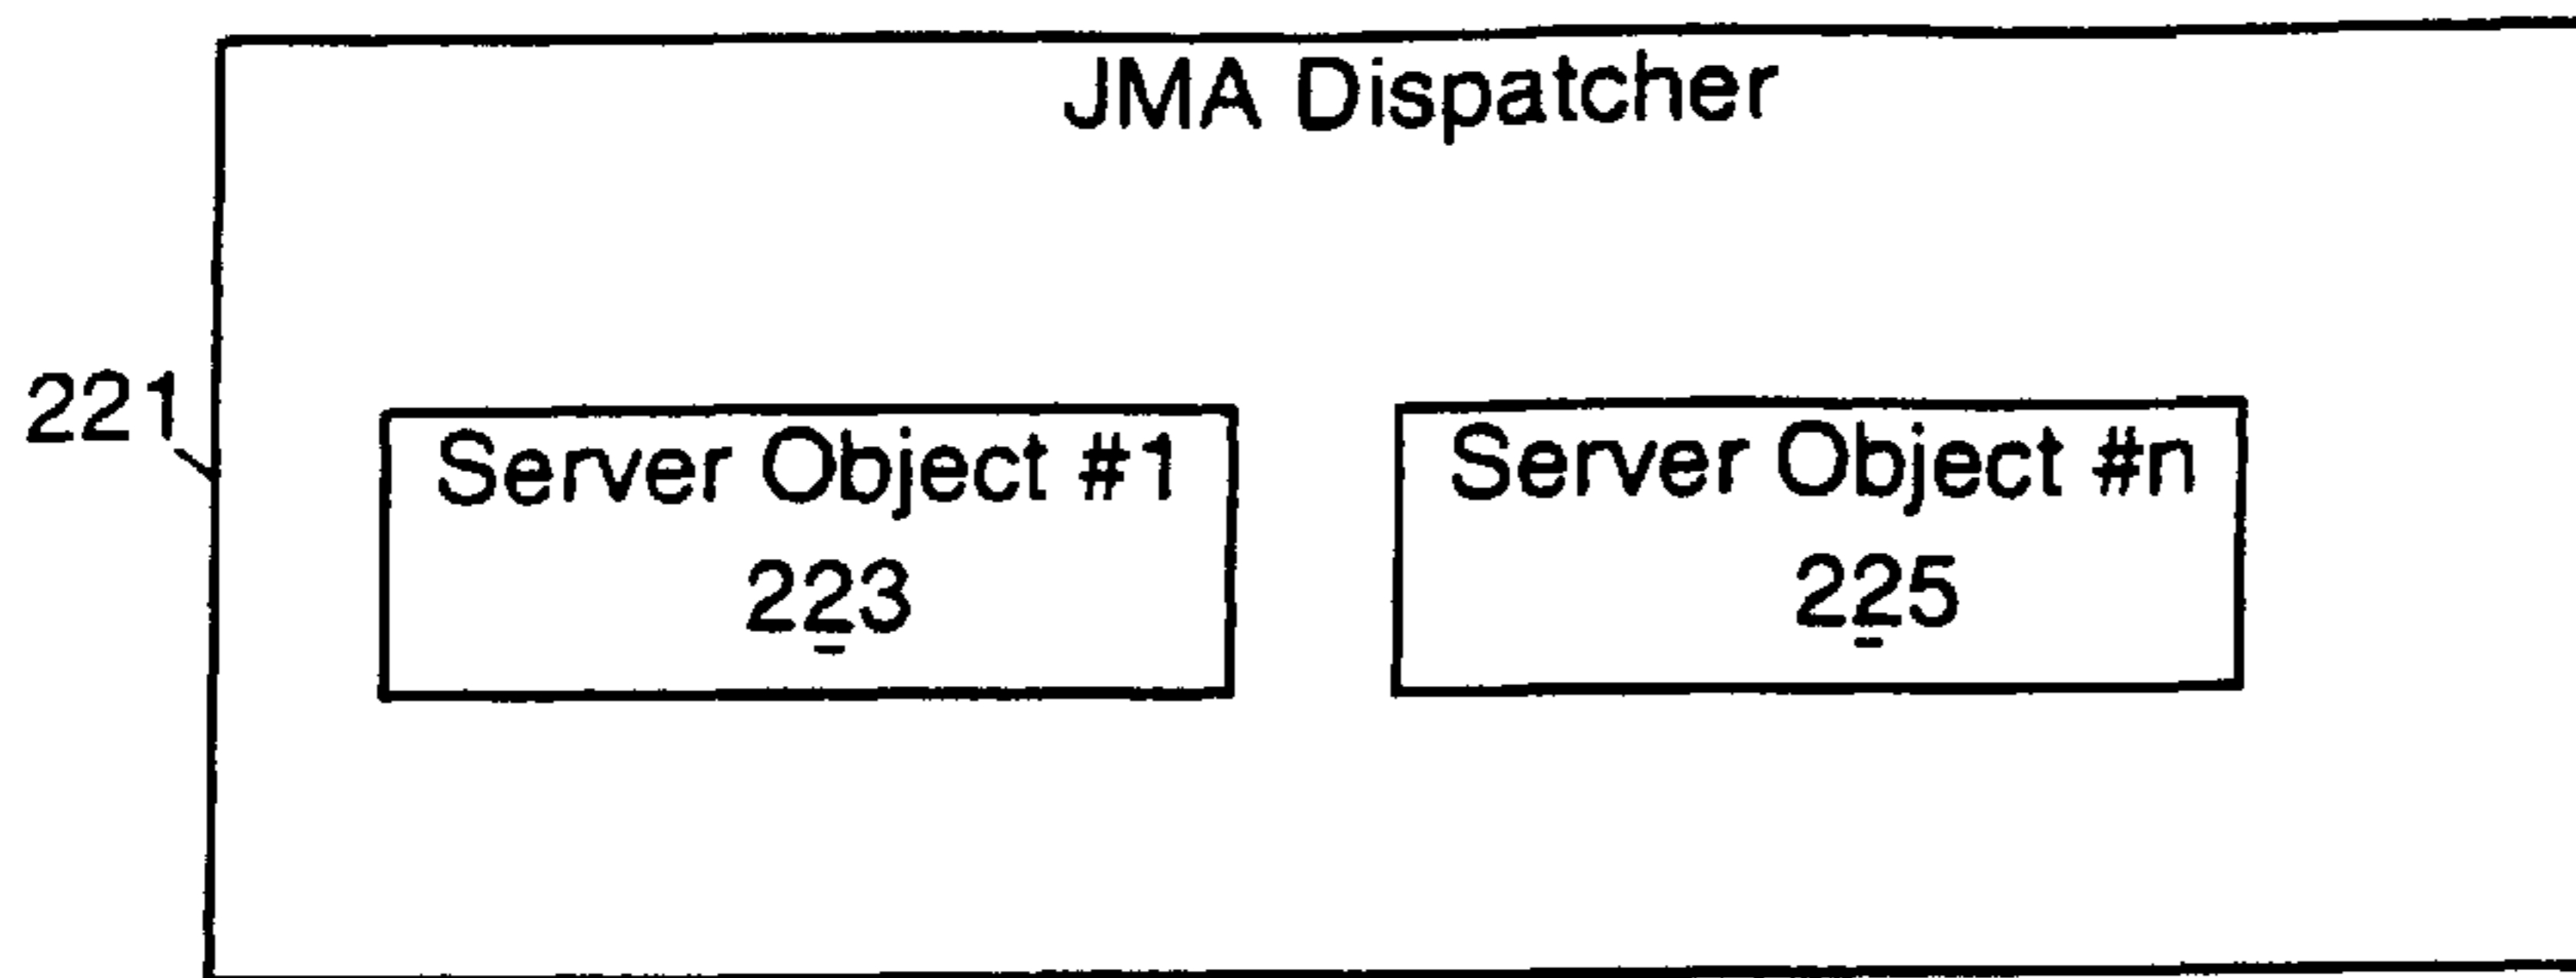 JMA Dispatcher
221
Server Object #1
223
Server Object #n
225